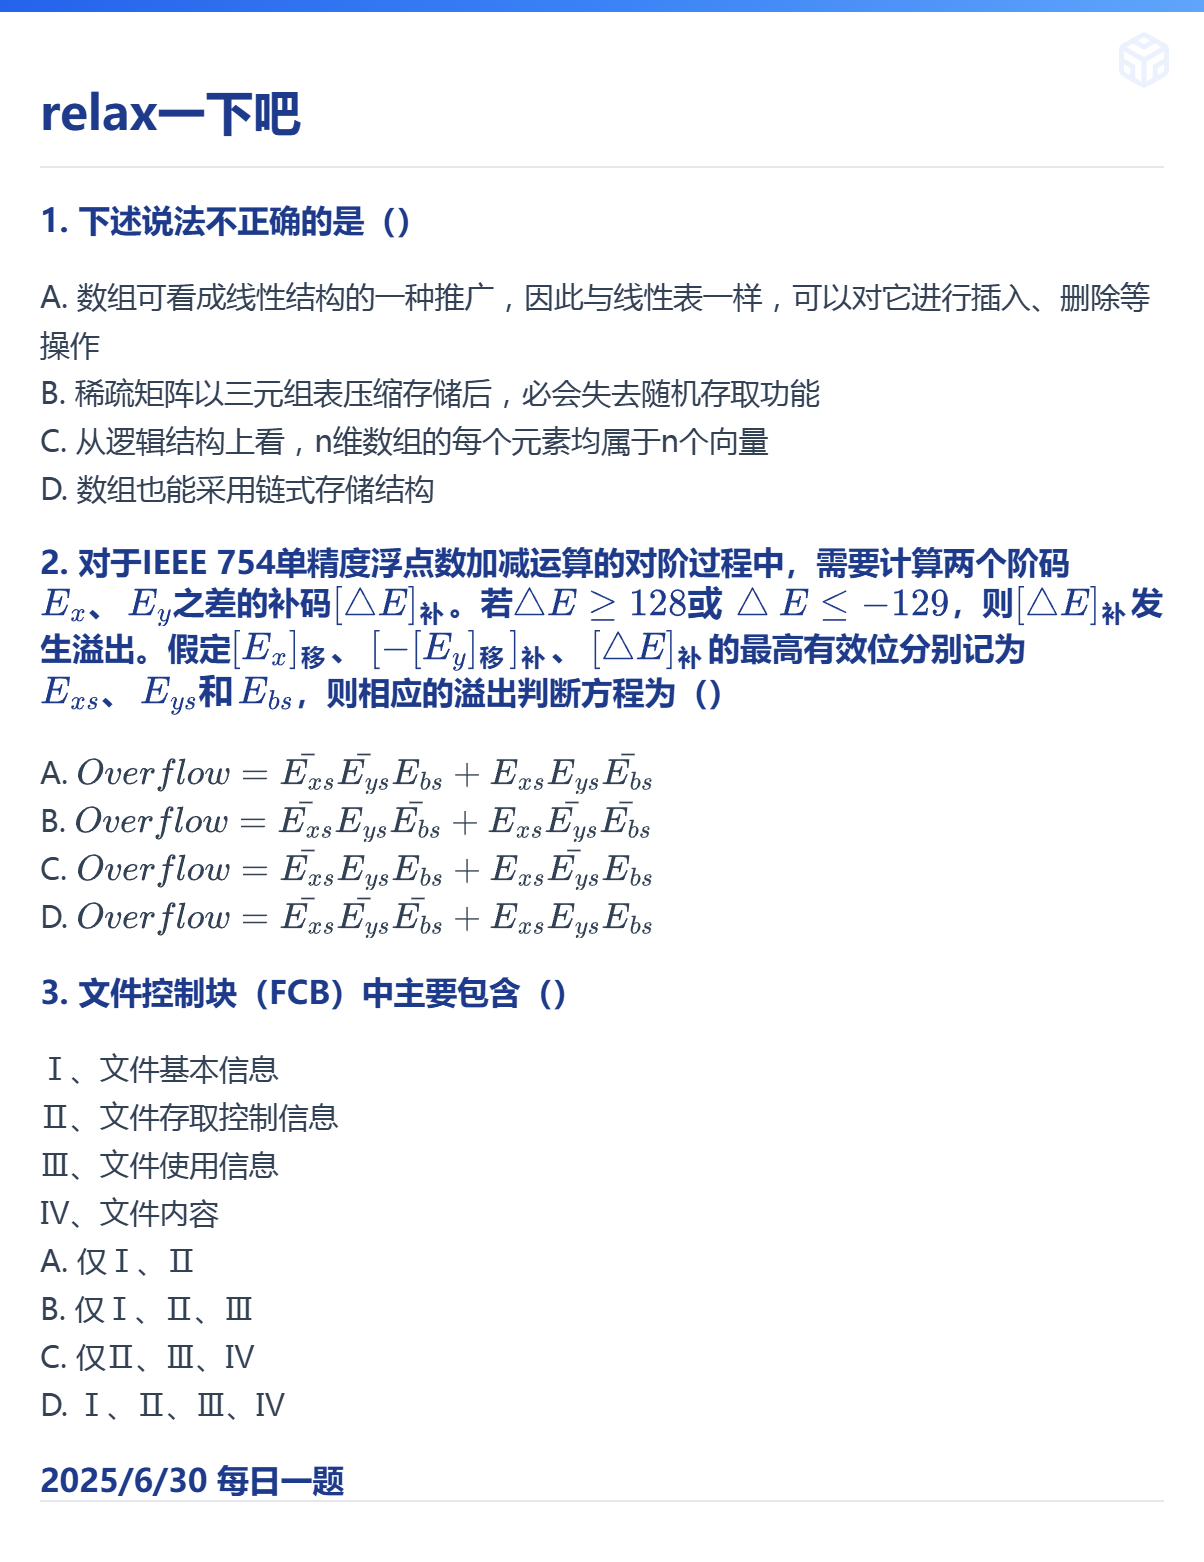 relax一下吧
1. 下述说法不正确的是（）
A. 数组可看成线性结构的一种推广，因此与线性表一样，可以对它进行插入、删除等
操作
B. 稀疏矩阵以三元组表压缩存储后，必会失去随机存取功能
C. 从逻辑结构上看，n维数组的每个元素均属于n个向量
D. 数组也能采用链式存储结构
2. 对于IEEE 754单精度浮点数加减运算的对阶过程中，需要计算两个阶码
$E_x$、 $E_y$之差的补码$[\triangle E]_{补}$。若$\triangle E \geq 128$或 $\triangle E \leq -129$，则$[\triangle E]_{补}$发
生溢出。假定$[E_x]_{移}$、 $[-[E_y]_{移}]_{补}$、 $[\triangle E]_{补}$的最高有效位分别记为
$E_{xs}$、 $E_{ys}$和$E_{bs}$，则相应的溢出判断方程为（）
A. $Overflow = \bar{E_{xs}}\bar{E_{ys}}E_{bs} + E_{xs}E_{ys}\bar{E_{bs}}$
B. $Overflow = \bar{E_{xs}}E_{ys}\bar{E_{bs}} + E_{xs}\bar{E_{ys}}\bar{E_{bs}}$
C. $Overflow = \bar{E_{xs}}E_{ys}E_{bs} + E_{xs}\bar{E_{ys}}E_{bs}$
D. $Overflow = \bar{E_{xs}}\bar{E_{ys}}\bar{E_{bs}} + E_{xs}E_{ys}E_{bs}$
3. 文件控制块（FCB）中主要包含（）
Ⅰ、文件基本信息
Ⅱ、文件存取控制信息
Ⅲ、文件使用信息
Ⅳ、文件内容
A. 仅Ⅰ、Ⅱ
B. 仅Ⅰ、Ⅱ、Ⅲ
C. 仅Ⅱ、Ⅲ、Ⅳ
D. Ⅰ、Ⅱ、Ⅲ、Ⅳ
2025/6/30 每日一题